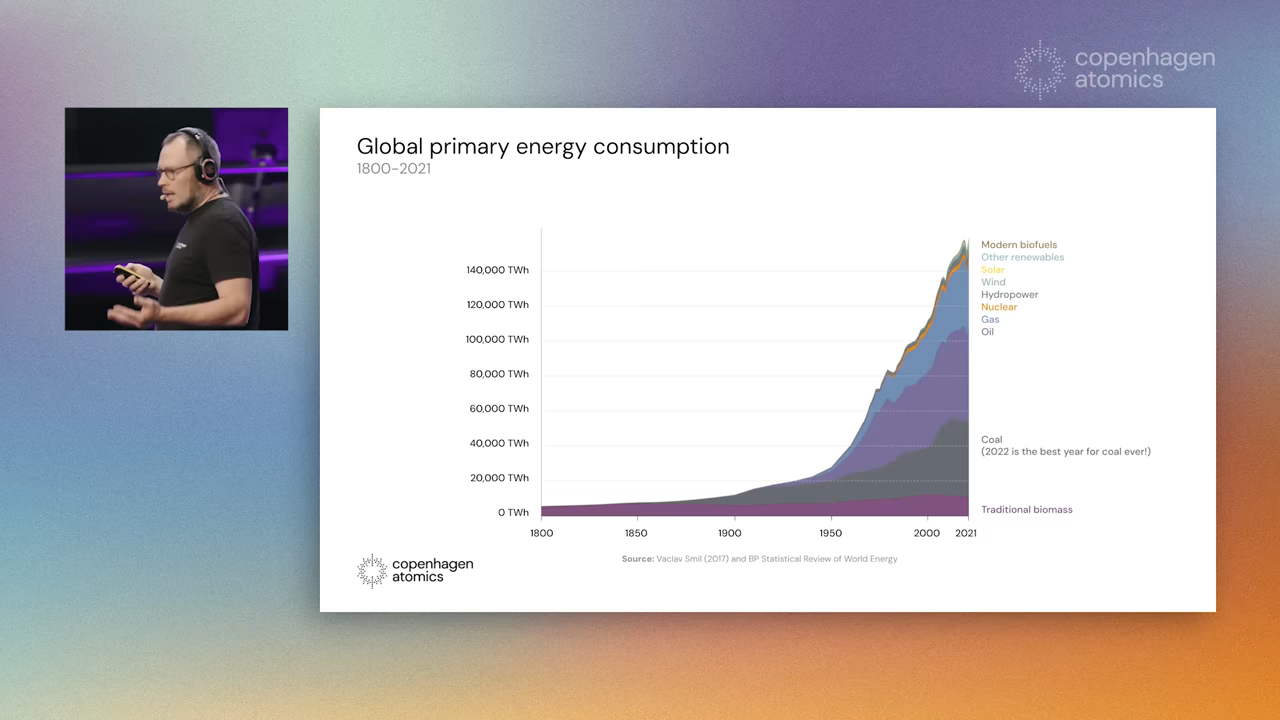 copenhagen
atomics
Global primary energy consumption
1800-2021
140,000 TWh
120,000 TWh
100,000 TWh
80,000 TWh
60,000 TWh
40,000 TWh
20,000 TWh
0 TWh
1800
1850
1900
1950
2000
2021
Modern biofuels
Other renewables
Solar
Wind
Hydropower
Nuclear
Gas
Oil
Coal
(2022 is the best year for coal ever!)
Traditional biomass
Source: Vaclav Smil (2017) and BP Statistical Review of World Energy
copenhagen
atomics